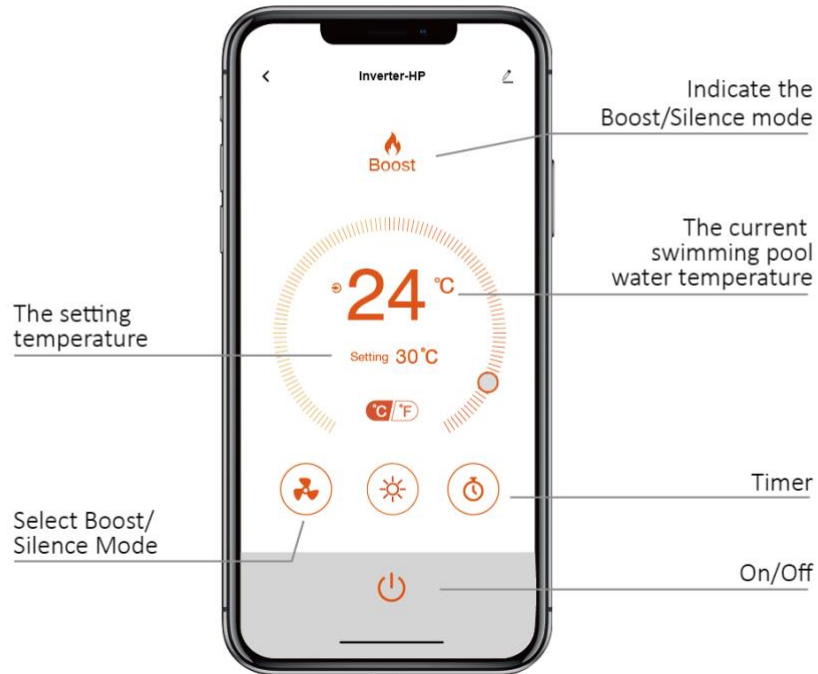 Inverter-HP
Indicate the
Boost/Silence mode
Boost
The current
swimming pool
water temperature
24 °C
The setting
temperature
Setting 30°C
°C/°F
Timer
Select Boost/
Silence Mode
On/Off